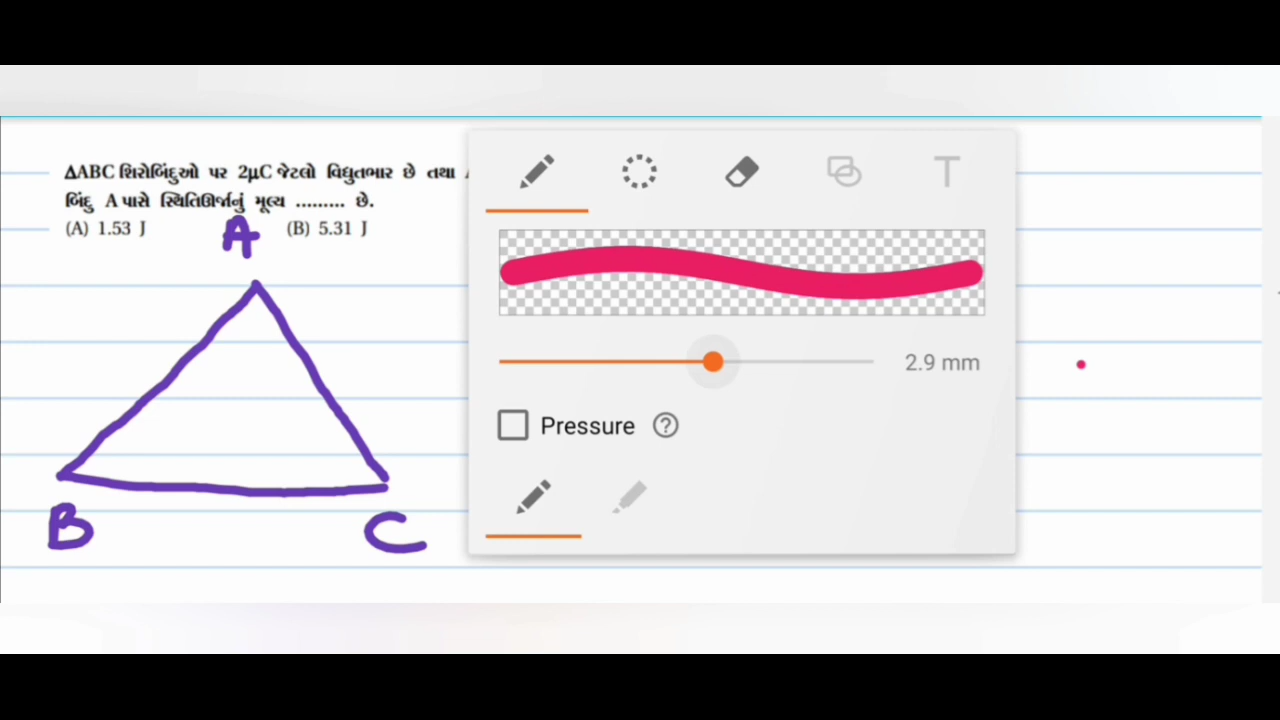 ΔABC શિરોબિંદુઓ પર 2μC જેટલો વિધુતભાર છે તથા
બિંદુ A પાસે સ્થિતિઊર્જાનું મૂલ્ય ......... છે.
(A) 1.53 J (B) 5.31 J
A
B
C
T
2.9 mm
Pressure ?